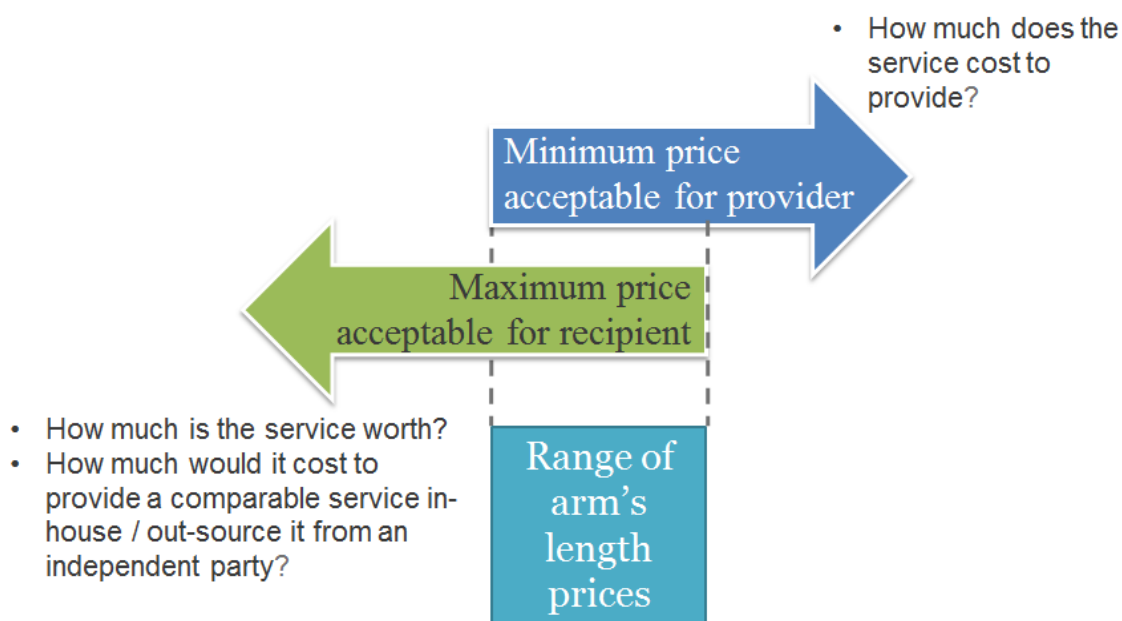 • How much does the
service cost to
provide?
Minimum price
acceptable for provider
Maximum price
acceptable for recipient
• How much is the service worth?
• How much would it cost to
provide a comparable service in-
house / out-source it from an
independent party?
Range of
arm’s
length
prices